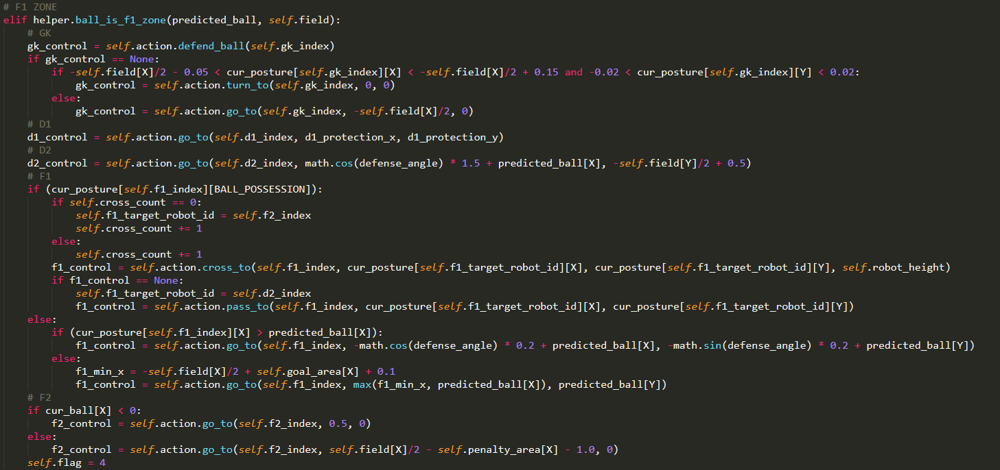 # F1 ZONE
elif helper.ball_is_f1_zone(predicted_ball, self.field):
    # GK
    gk_control = self.action.defend_ball(self.gk_index)
    if gk_control == None:
        if -self.field[X]/2 - 0.05 < cur_posture[self.gk_index][X] < -self.field[X]/2 + 0.15 and -0.02 < cur_posture[self.gk_index][Y] < 0.02:
            gk_control = self.action.turn_to(self.gk_index, 0, 0)
        else:
            gk_control = self.action.go_to(self.gk_index, -self.field[X]/2, 0)
    # D1
    d1_control = self.action.go_to(self.d1_index, d1_protection_x, d1_protection_y)
    # D2
    d2_control = self.action.go_to(self.d2_index, math.cos(defense_angle) * 1.5 + predicted_ball[X], -self.field[Y]/2 + 0.5)
    # F1
    if (cur_posture[self.f1_index][BALL_POSSESSION]):
        if self.cross_count == 0:
            self.f1_target_robot_id = self.f2_index
            self.cross_count += 1
        else:
            self.cross_count += 1
        f1_control = self.action.cross_to(self.f1_index, cur_posture[self.f1_target_robot_id][X], cur_posture[self.f1_target_robot_id][Y], self.robot_height)
        if f1_control == None:
            self.f1_target_robot_id = self.d2_index
            f1_control = self.action.pass_to(self.f1_index, cur_posture[self.f1_target_robot_id][X], cur_posture[self.f1_target_robot_id][Y])
    else:
        if (cur_posture[self.f1_index][X] > predicted_ball[X]):
            f1_control = self.action.go_to(self.f1_index, -math.cos(defense_angle) * 0.2 + predicted_ball[X], -math.sin(defense_angle) * 0.2 + predicted_ball[Y])
        else:
            f1_min_x = -self.field[X]/2 + self.goal_area[X] + 0.1
            f1_control = self.action.go_to(self.f1_index, max(f1_min_x, predicted_ball[X]), predicted_ball[Y])
    # F2
    if cur_ball[X] < 0:
        f2_control = self.action.go_to(self.f2_index, 0.5, 0)
    else:
        f2_control = self.action.go_to(self.f2_index, self.field[X]/2 - self.penalty_area[X] - 1.0, 0)
    self.flag = 4